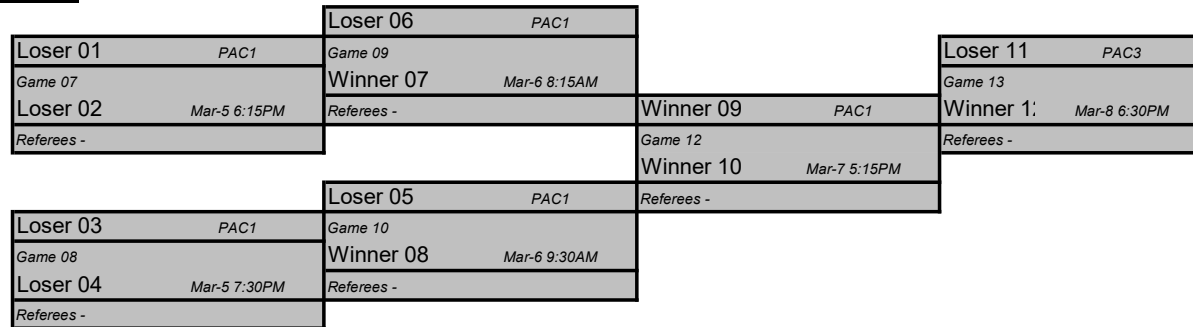 Loser 06 PAC1
Loser 01 PAC1
Game 09
Loser 11 PAC3
Game 07
Winner 07 Mar-6 8:15AM
Game 13
Loser 02 Mar-5 6:15PM
Referees -
Winner 09 PAC1
Winner 1 Mar-8 6:30PM
Referees -
Game 12
Referees -
Winner 10 Mar-7 5:15PM
Loser 05 PAC1
Referees -
Loser 03 PAC1
Game 10
Game 08
Winner 08 Mar-6 9:30AM
Loser 04 Mar-5 7:30PM
Referees -
Referees -